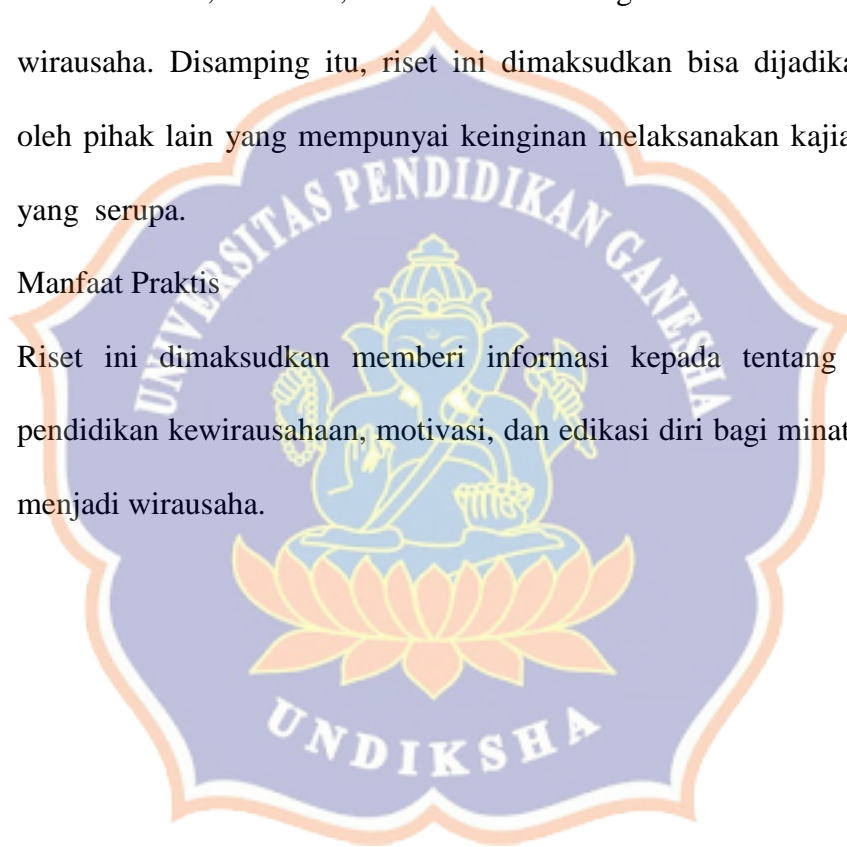 wirausaha. Disamping itu, riset ini dimaksudkan bisa
oleh pihak lain yang mempunyai keinginan melaksanakan
yang serupa.
UNIVERSITAS PENDIDIKAN GANESHA
Manfaat Praktis
Riset ini dimaksudkan memberi informasi kepada tentang
pendidikan kewirausahaan, motivasi, dan edikasi diri bagi minat
menjadi wirausaha.
UNDIKSHA